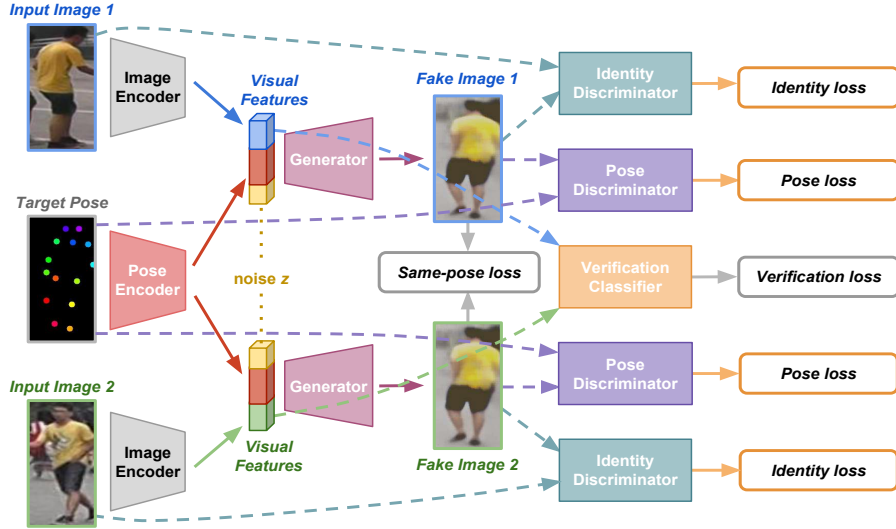 Input Image 1
Image
Encoder
Visual
Features
Generator
Fake Image 1
Identity
Discriminator
Identity loss
Target Pose
Pose
Encoder
noise z
Same-pose loss
Pose
Discriminator
Pose loss
Verification
Classifier
Verification loss
Input Image 2
Image
Encoder
Generator
Visual
Features
Fake Image 2
Pose
Discriminator
Pose loss
Identity
Discriminator
Identity loss